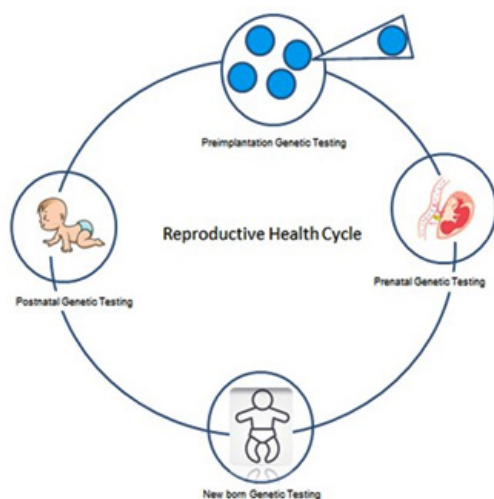 Preimplantation Genetic Testing
Reproductive Health Cycle
Prenatal Genetic Testing
Postnatal Genetic Testing
New born Genetic Testing